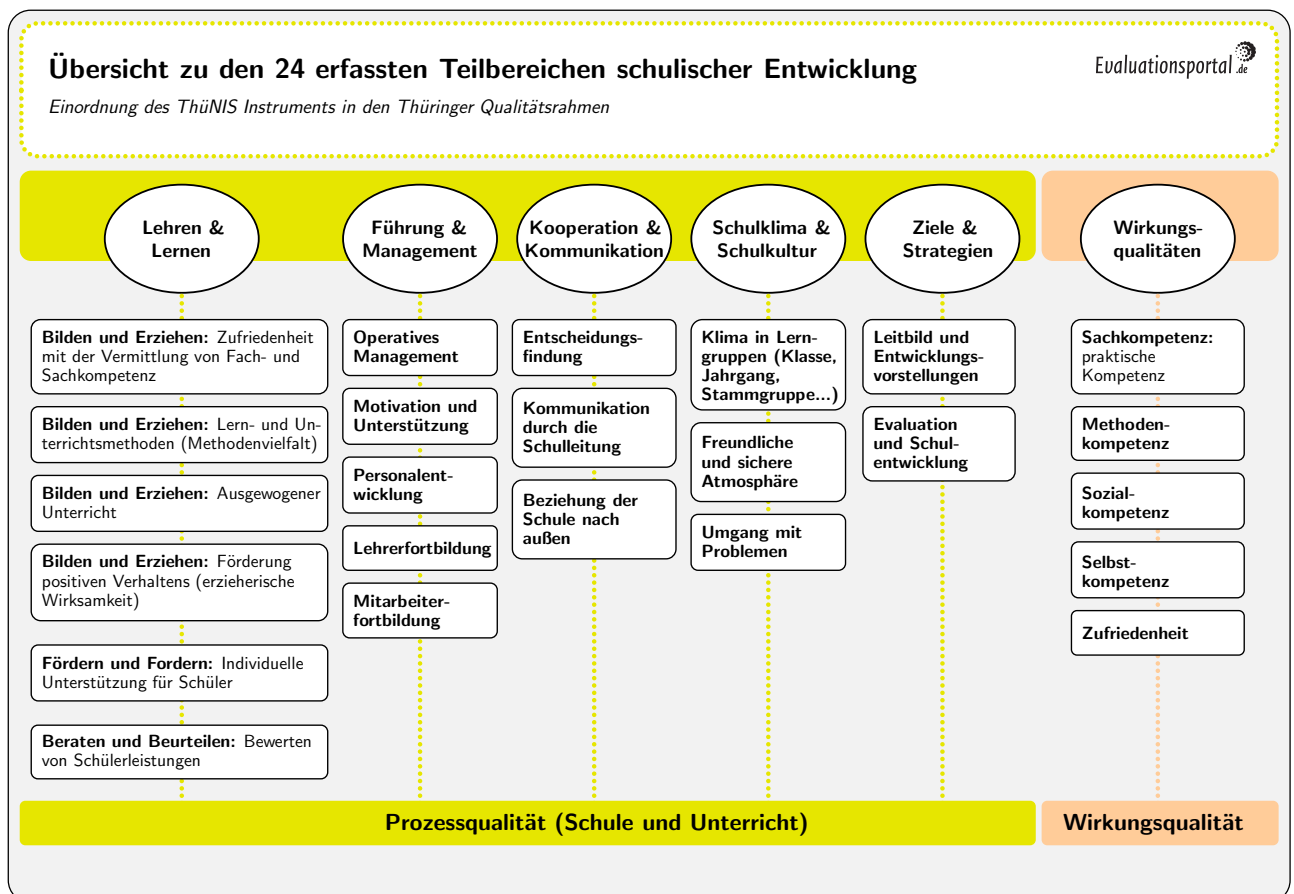 Übersicht zu den 24 erfassten Teilbereichen schulischer Entwicklung
Einordnung des ThüNIS Instruments in den Thüringer Qualitätsrahmen
Evaluationsportal.de
Lehren &
Lernen
Führung &
Management
Kooperation &
Kommunikation
Schulklima &
Schulkultur
Ziele &
Strategien
Wirkungs-
qualitäten
Bilden und Erziehen: Zufriedenheit
mit der Vermittlung von Fach- und
Sachkompetenz
Bilden und Erziehen: Lern- und Un-
terrichtsmethoden (Methodenvielfalt)
Bilden und Erziehen: Ausgewogener
Unterricht
Bilden und Erziehen: Förderung
positiven Verhaltens (erzieherische
Wirksamkeit)
Fördern und Fordern: Individuelle
Unterstützung für Schüler
Beraten und Beurteilen: Bewerten
von Schülerleistungen
Operatives
Management
Motivation und
Unterstützung
Personalent-
wicklung
Lehrerfortbildung
Mitarbeiter-
fortbildung
Entscheidungs-
findung
Kommunikation
durch die
Schulleitung
Beziehung der
Schule nach
außen
Klima in Lern-
gruppen (Klasse,
Jahrgang,
Stammgruppe...)
Freundliche
und sichere
Atmosphäre
Umgang mit
Problemen
Leitbild und
Entwicklungs-
vorstellungen
Evaluation
und Schul-
entwicklung
Sachkompetenz:
praktische
Kompetenz
Methoden-
kompetenz
Sozial-
kompetenz
Selbst-
kompetenz
Zufriedenheit
Prozessqualität (Schule und Unterricht)
Wirkungsqualität